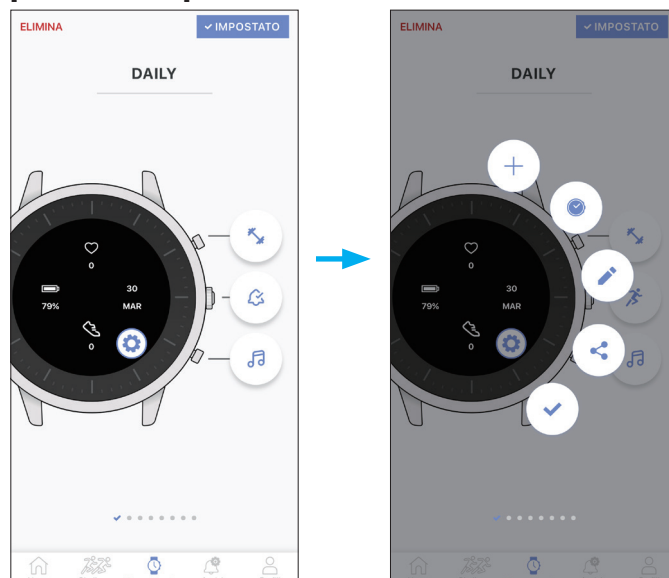 ELIMINA
✓ IMPOSTATO
DAILY
0
79%
30
MAR
0
ELIMINA
✓ IMPOSTATO
DAILY
0
79%
30
MAR
0